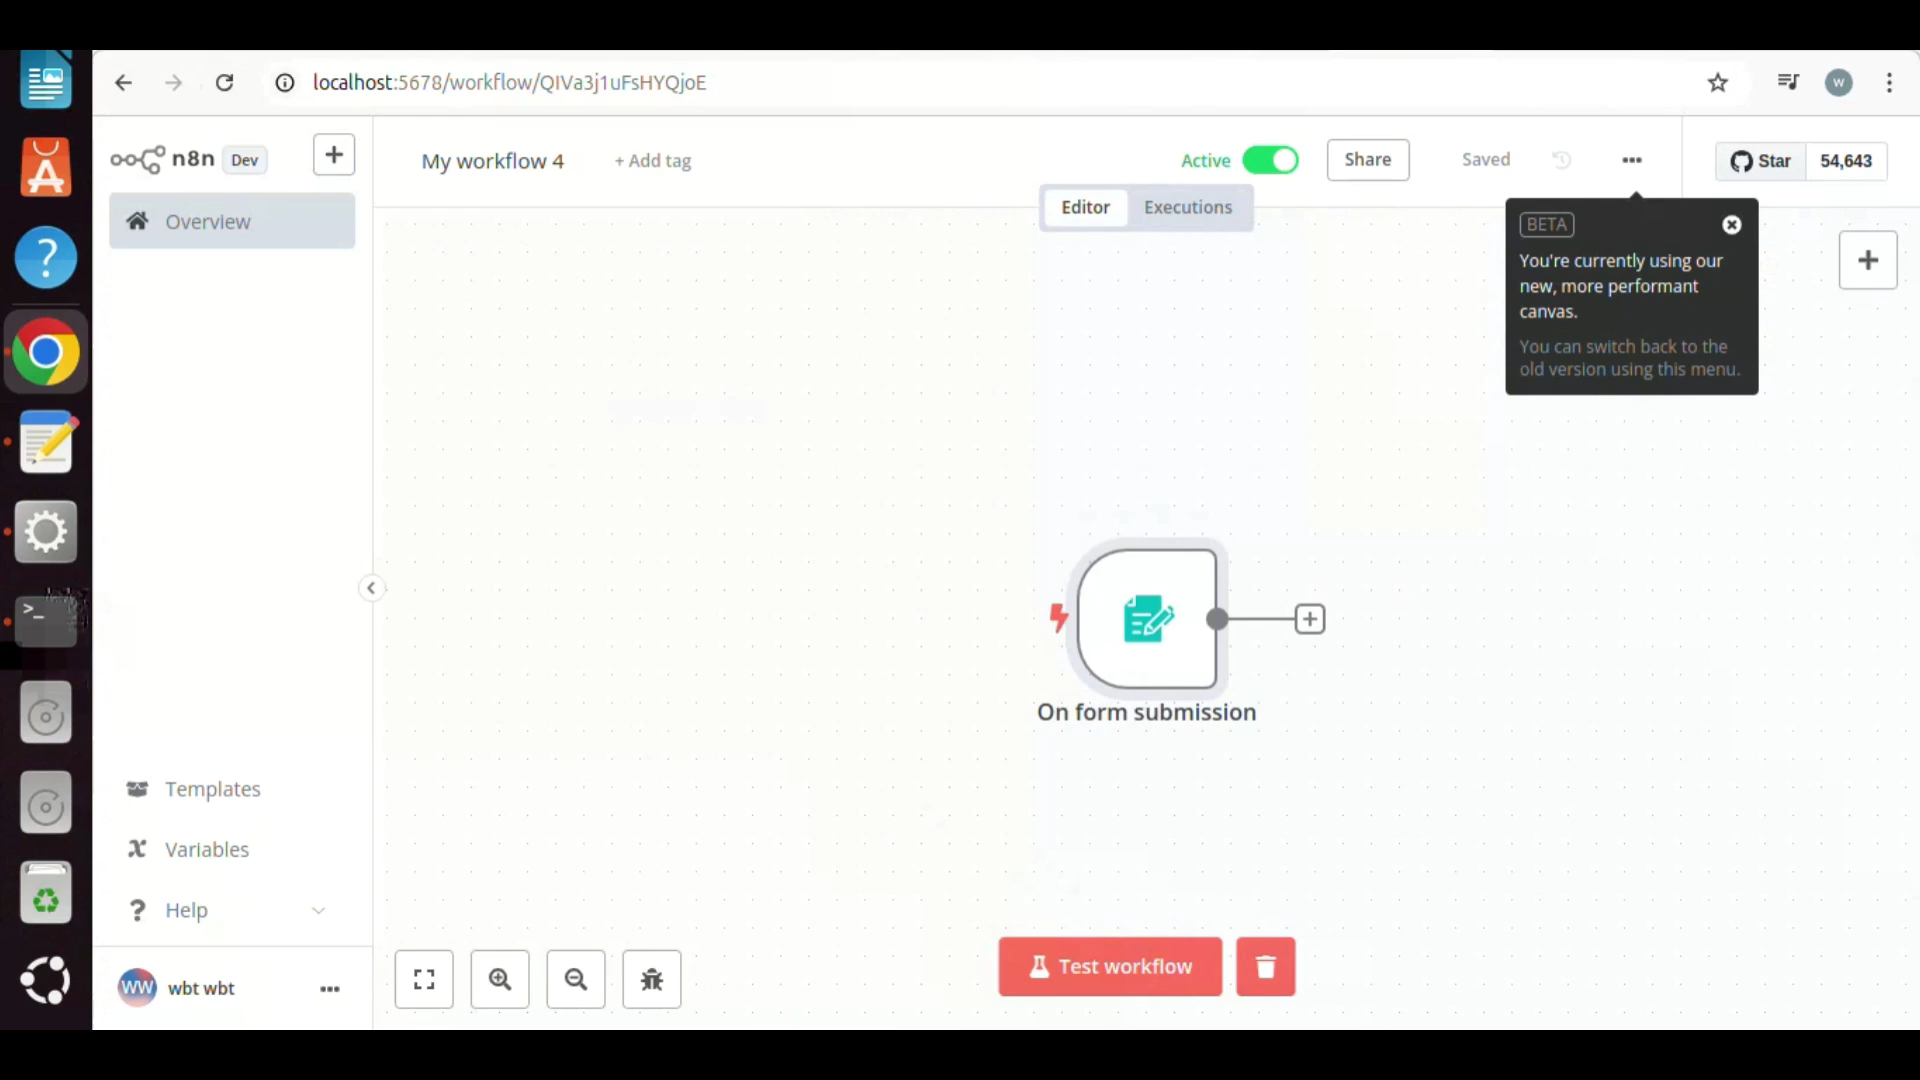 localhost:5678/workflow/QIVa3j1uFsHYQjoE
W
n8n Dev
My workflow 4
+ Add tag
Active
Share
Saved
Star 54,643
Editor Executions
Overview
BETA
You're currently using our
new, more performant
canvas.
You can switch back to the
old version using this menu.
On form submission
Templates
Variables
Help
Test workflow
WW wbt wbt